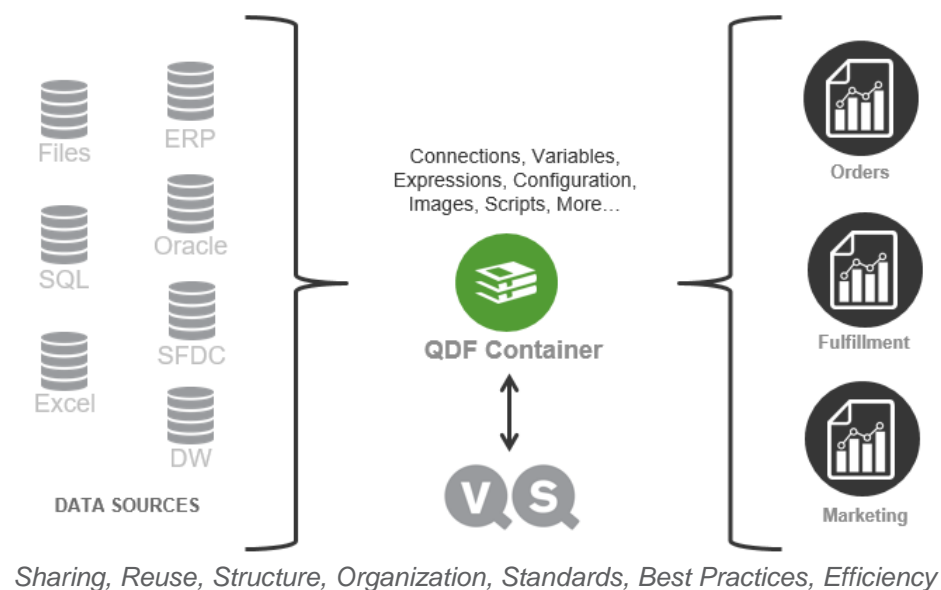 Files
ERP
SQL
Oracle
Excel
SFDC
DW
DATA SOURCES
Connections, Variables,
Expressions, Configuration,
Images, Scripts, More...
QDF Container
V S
Orders
Fulfillment
Marketing
Sharing, Reuse, Structure, Organization, Standards, Best Practices, Efficiency